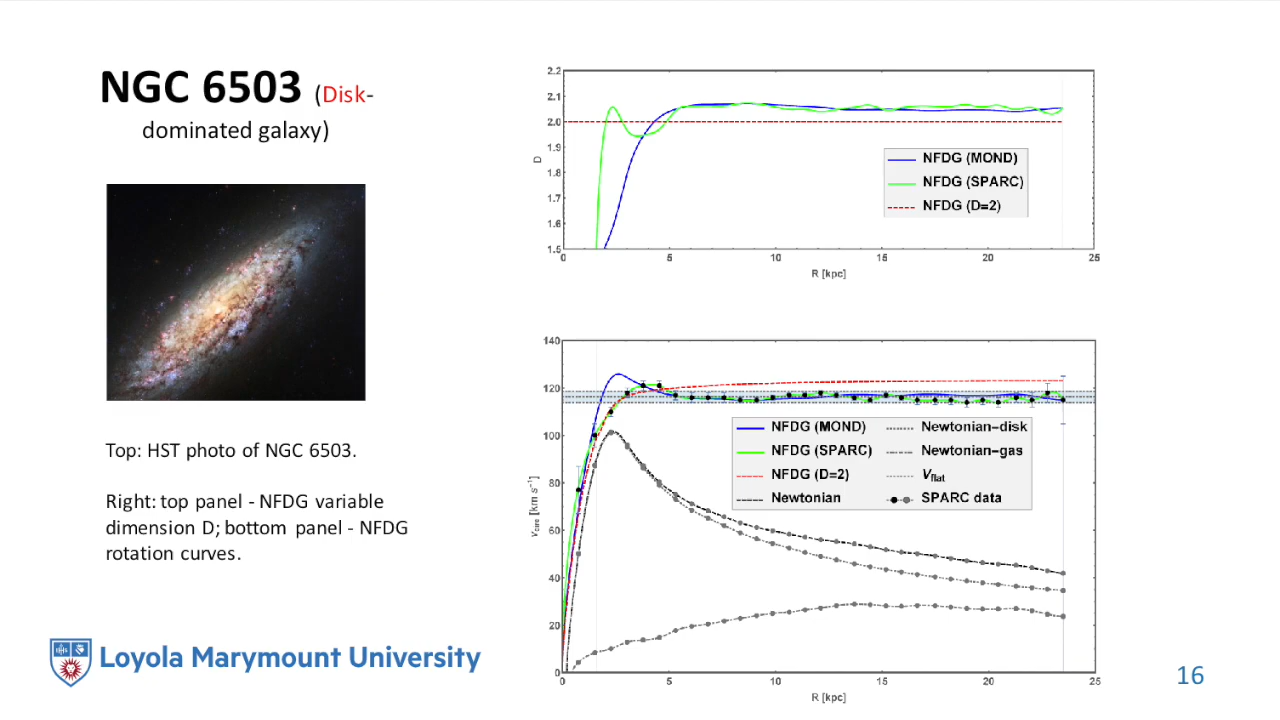 NGC 6503 (Disk-
dominated galaxy)
Top: HST photo of NGC 6503.
Right: top panel - NFDG variable
dimension D; bottom panel - NFDG
rotation curves.
Loyola Marymount University
2.2
2.1
2.0
1.9
1.8
1.7
1.6
1.5
D
0 5 10 15 20 25
R [kpc]
NFDG (MOND)
NFDG (SPARC)
NFDG (D=2)
140
120
100
80
60
40
20
0
0 5 10 15 20 25
R [kpc]
NFDG (MOND) Newtonian-disk
NFDG (SPARC) Newtonian-gas
NFDG (D=2) Vflat
Newtonian SPARC data
16